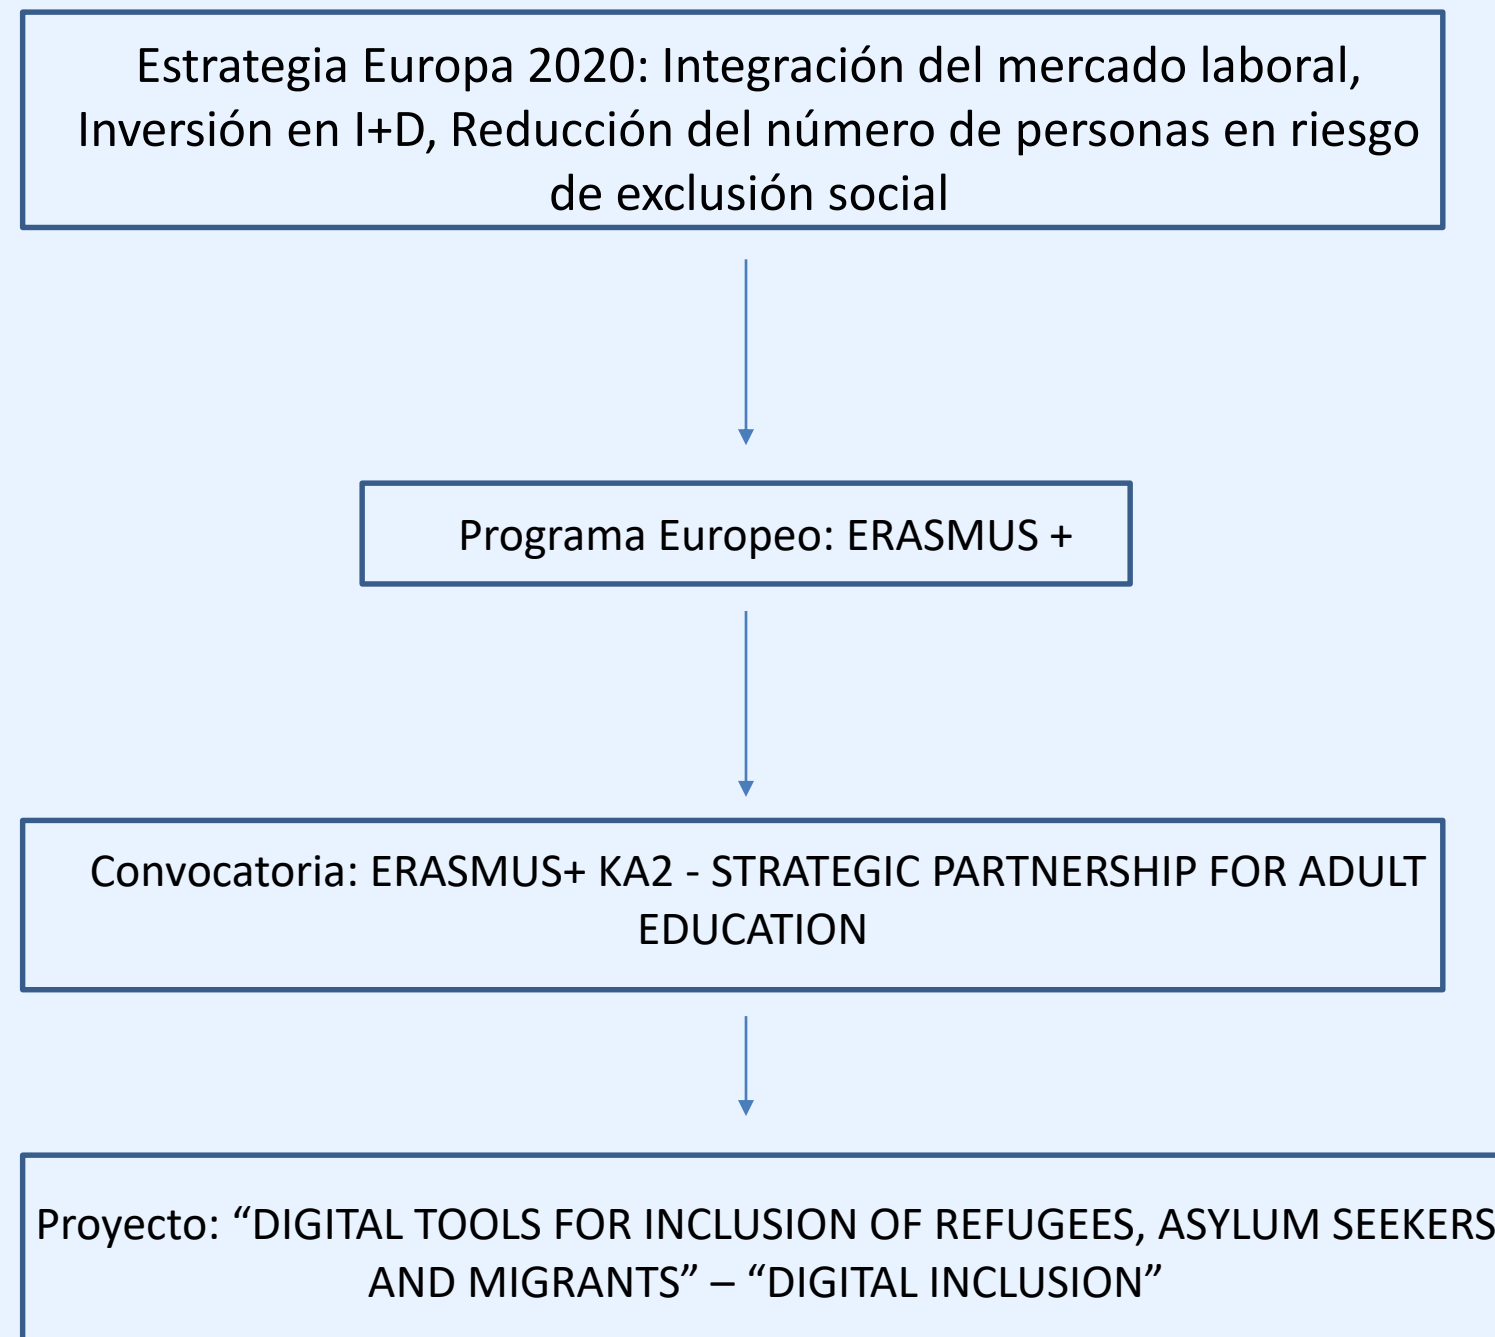 Estrategia Europa 2020: Integración del mercado laboral,
Inversión en I+D, Reducción del número de personas en riesgo
de exclusión social
Programa Europeo: ERASMUS +
Convocatoria: ERASMUS+ KA2 - STRATEGIC PARTNERSHIP FOR ADULT
EDUCATION
Proyecto: “DIGITAL TOOLS FOR INCLUSION OF REFUGEES, ASYLUM SEEKERS
AND MIGRANTS” – “DIGITAL INCLUSION”